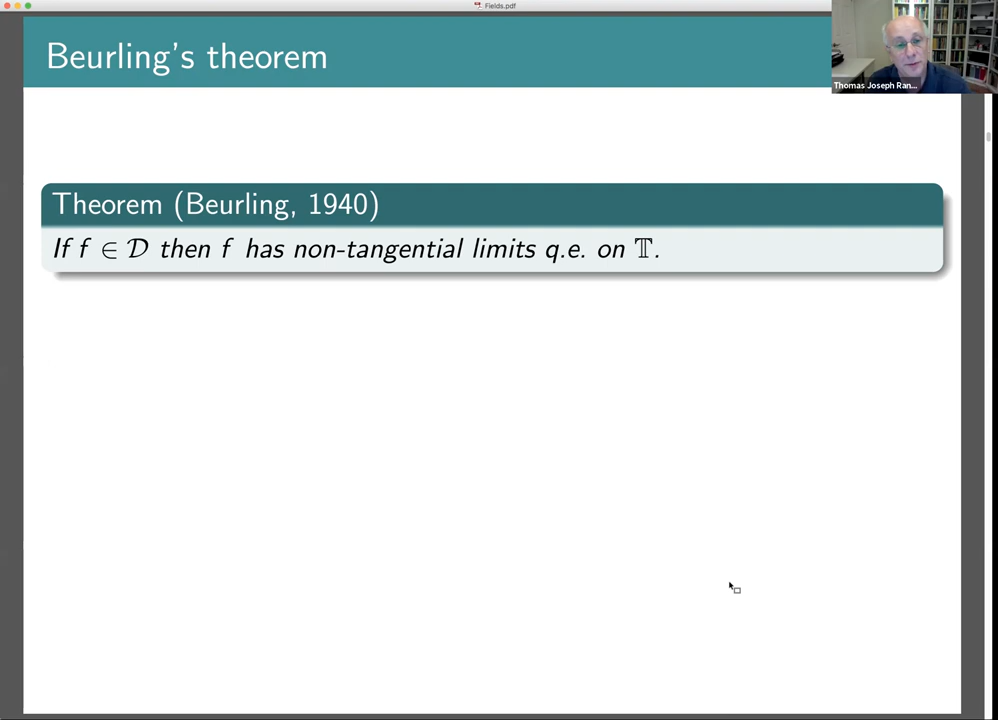 Fields.pdf
Beurling's theorem
Thomas Joseph Ran...
Theorem (Beurling, 1940)
If f ∈ 𝒟 then f has non-tangential limits q.e. on 𝕋.